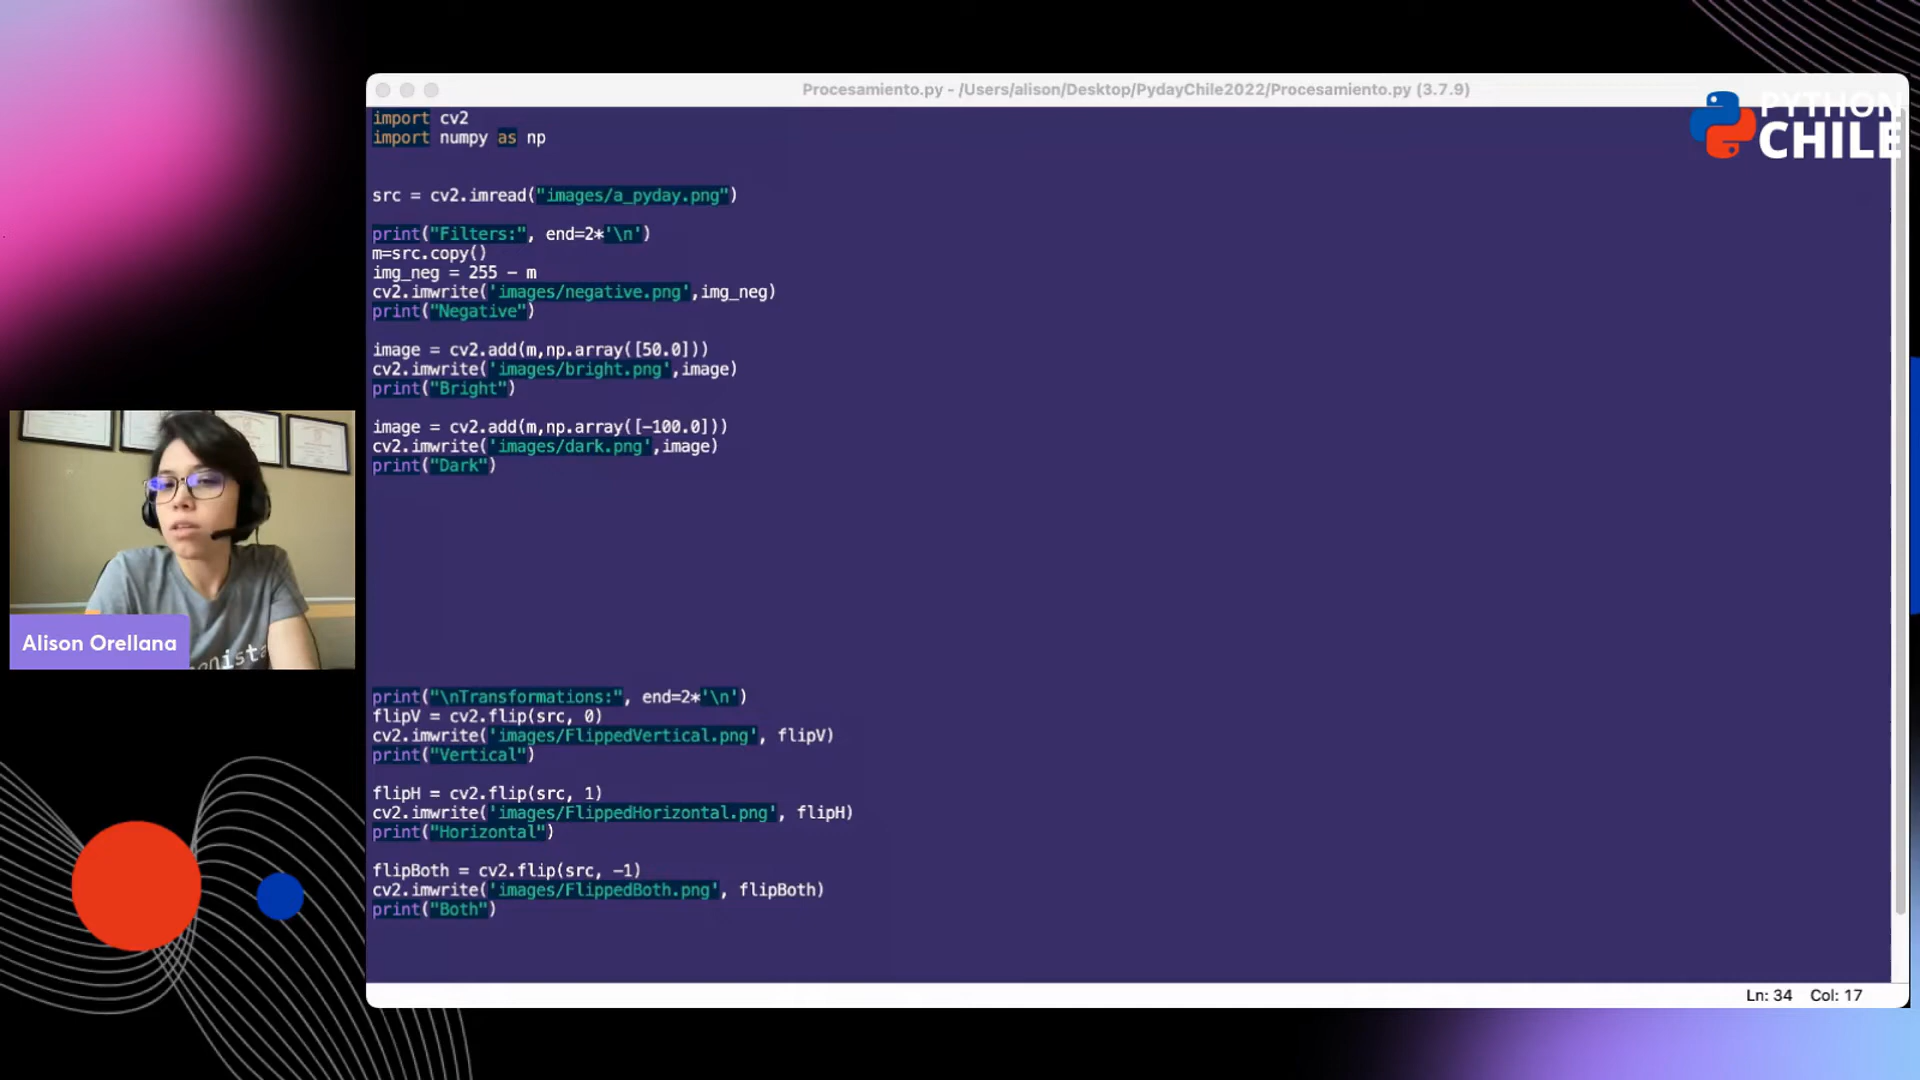 Procesamiento.py - /Users/alison/Desktop/PydayChile2022/Procesamiento.py (3.7.9)
PYTHON
CHILE
import cv2
import numpy as np
src = cv2.imread("images/a_pyday.png")
print("Filters:", end=2*'\n')
m=src.copy()
img_neg = 255 - m
cv2.imwrite('images/negative.png',img_neg)
print("Negative")
image = cv2.add(m,np.array([50.0]))
cv2.imwrite('images/bright.png',image)
print("Bright")
image = cv2.add(m,np.array([-100.0]))
cv2.imwrite('images/dark.png',image)
print("Dark")
print("\nTransformations:", end=2*'\n')
flipV = cv2.flip(src, 0)
cv2.imwrite('images/FlippedVertical.png', flipV)
print("Vertical")
flipH = cv2.flip(src, 1)
cv2.imwrite('images/FlippedHorizontal.png', flipH)
print("Horizontal")
flipBoth = cv2.flip(src, -1)
cv2.imwrite('images/FlippedBoth.png', flipBoth)
print("Both")
Ln: 34 Col: 17
Alison Orellana